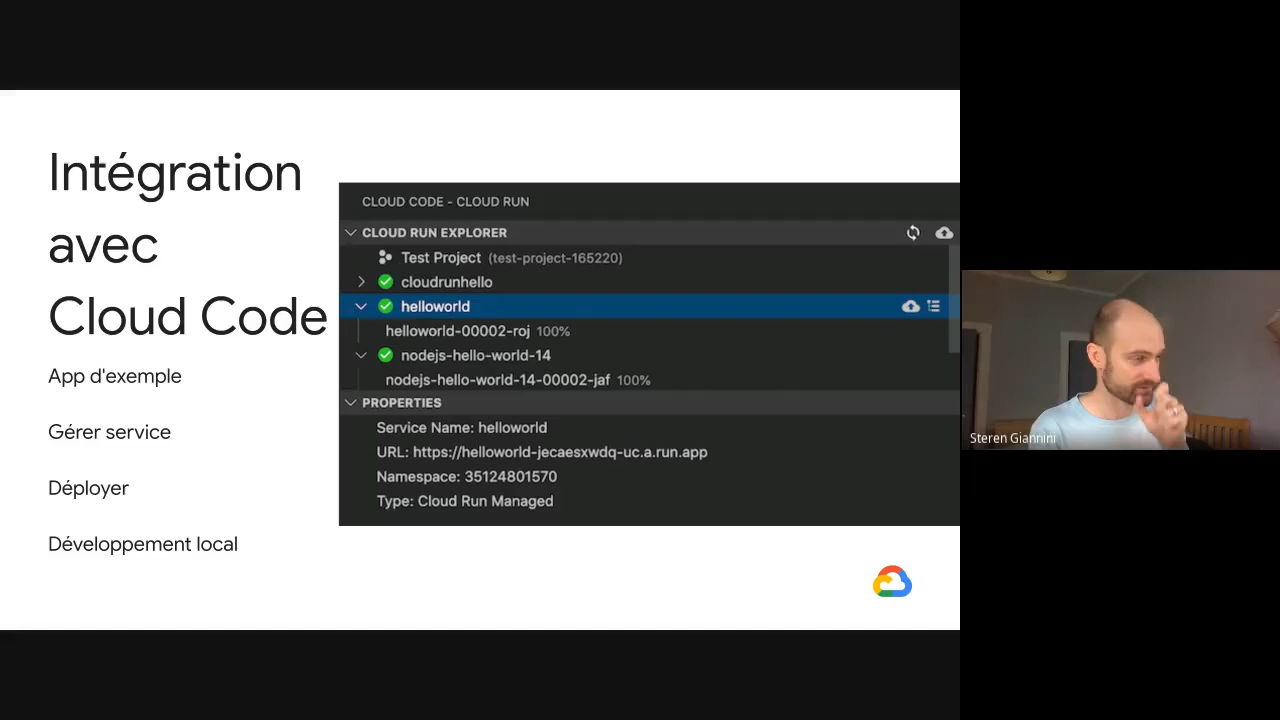 Intégration
avec
Cloud Code
App d'exemple
Gérer service
Déployer
Développement local
CLOUD CODE - CLOUD RUN
CLOUD RUN EXPLORER
Test Project (test-project-165220)
cloudrunhello
helloworld
helloworld-00002-roj 100%
nodejs-hello-world-14
nodejs-hello-world-14-00002-jaf 100%
PROPERTIES
Service Name: helloworld
URL: https://helloworld-jecaesxwdq-uc.a.run.app
Namespace: 35124801570
Type: Cloud Run Managed
Steren Giannini